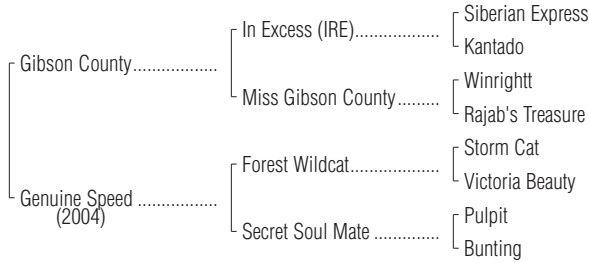 Siberian Express
In Excess (IRE)..................
Kantado
Gibson County..................
Winrightt
Miss Gibson County.........
Rajab's Treasure
Storm Cat
Forest Wildcat...................
Victoria Beauty
Genuine Speed .................
(2004)
Pulpit
Secret Soul Mate ..............
Bunting